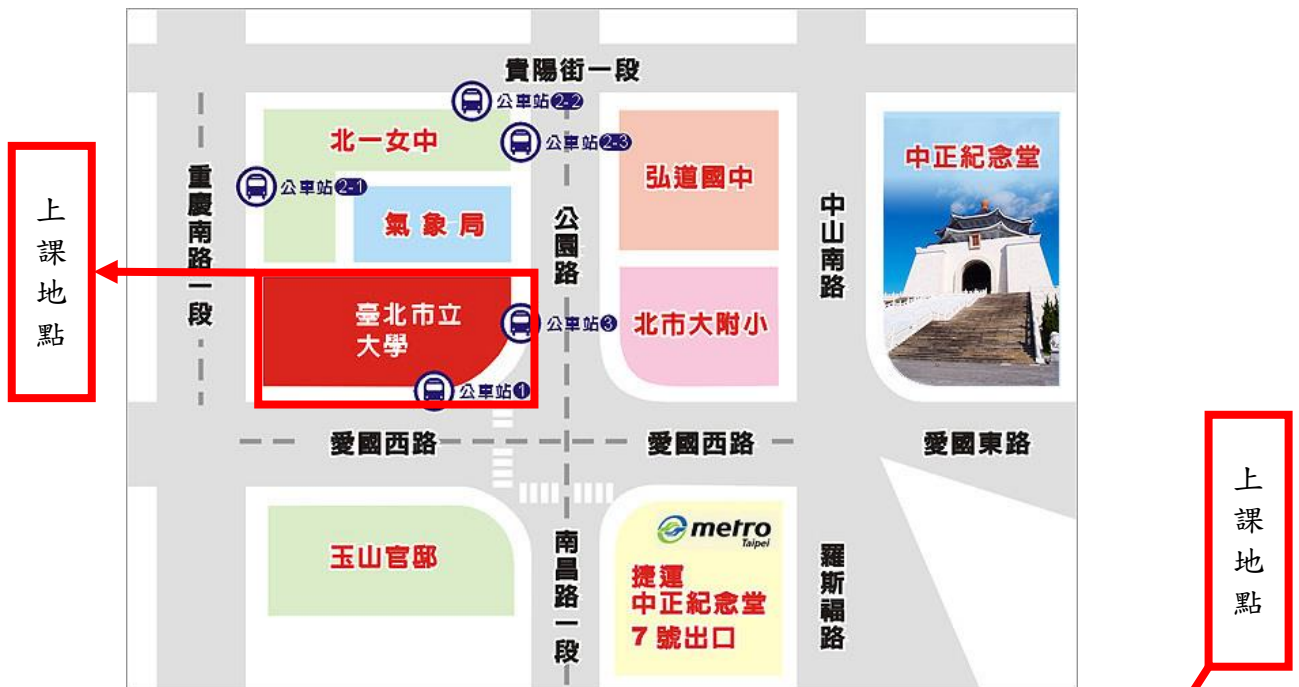 貴陽街一段
公車站2-2
北一女中
公車站2-3
公車站2-1
弘道國中
中正紀念堂
氣象局
重慶南路一段
公園路
中山南路
上課地點
臺北市立
大學
公車站3
北市大附小
公車站1
愛國西路
愛國西路
愛國東路
上課地點
玉山官邸
南昌路一段
metro
Taipei
捷運
中正紀念堂
7號出口
羅斯福路